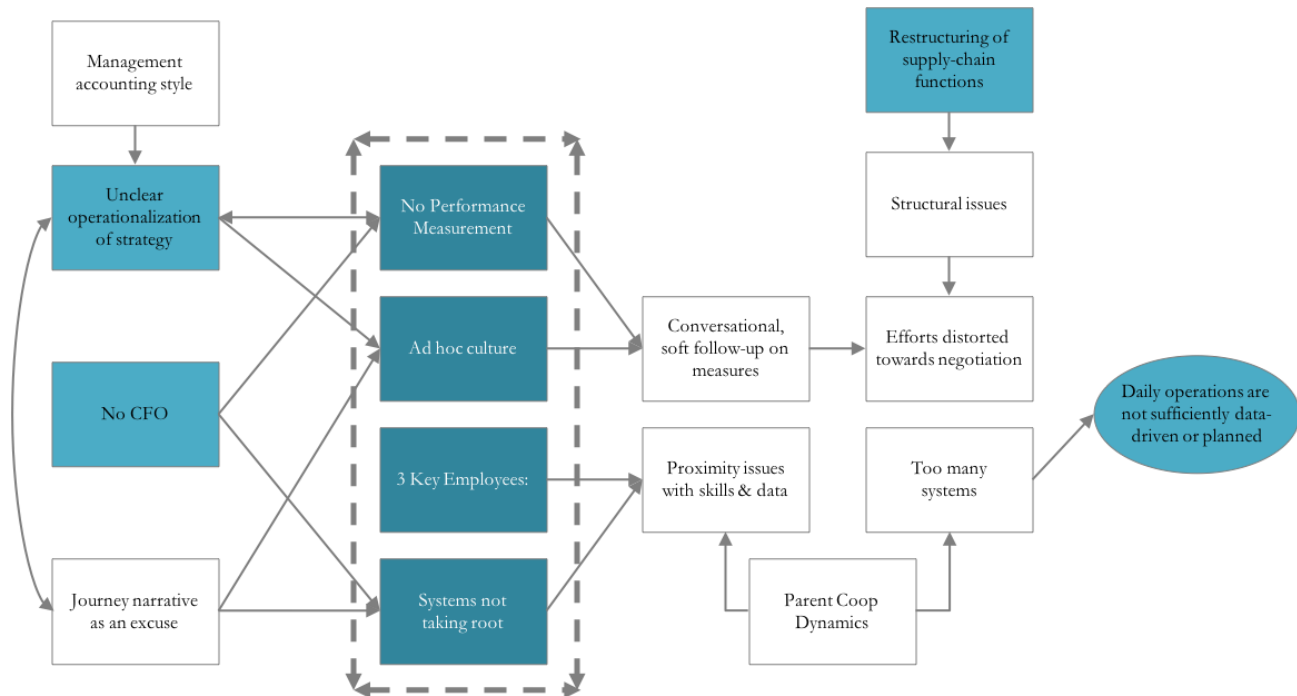 Management
accounting style
Restructuring of
supply-chain
functions
Unclear
operationalization
of strategy
No Performance
Measurement
Structural issues
Ad hoc culture
Conversational,
soft follow-up on
measures
Efforts distorted
towards negotiation
No CFO
Daily operations are
not sufficiently data-
driven or planned
3 Key Employees:
Proximity issues
with skills & data
Too many
systems
Journey narrative
as an excuse
Systems not
taking root
Parent Coop
Dynamics